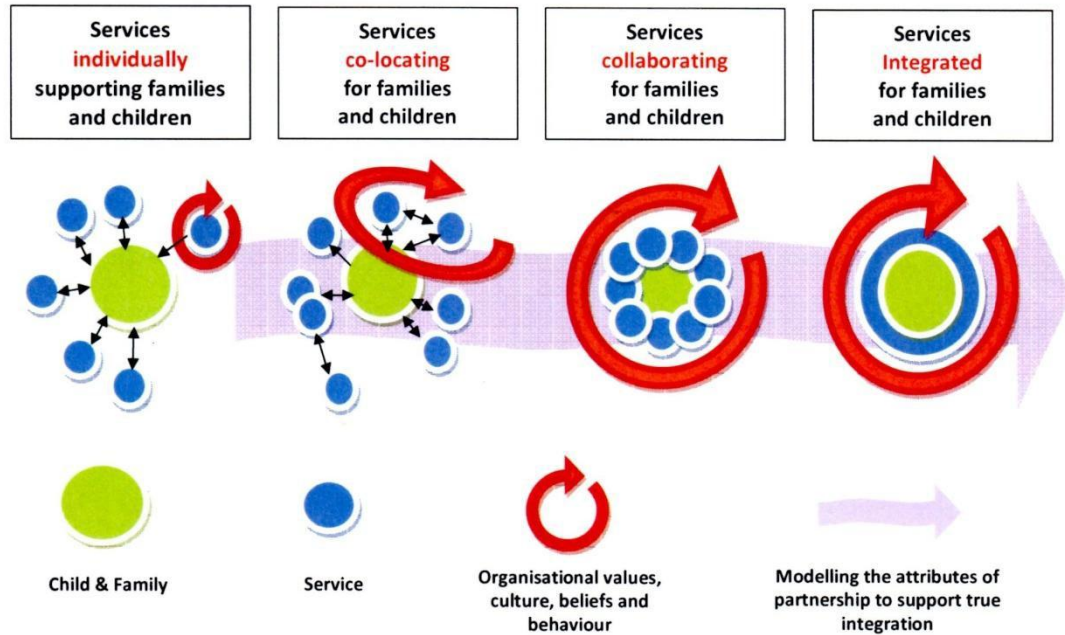 Services
individually
supporting families
and children
Services
co-locating
for families
and children
Services
collaborating
for families
and children
Services
Integrated
for families
and children
Child & Family
Service
Organisational values,
culture, beliefs and
behaviour
Modelling the attributes of
partnership to support true
integration